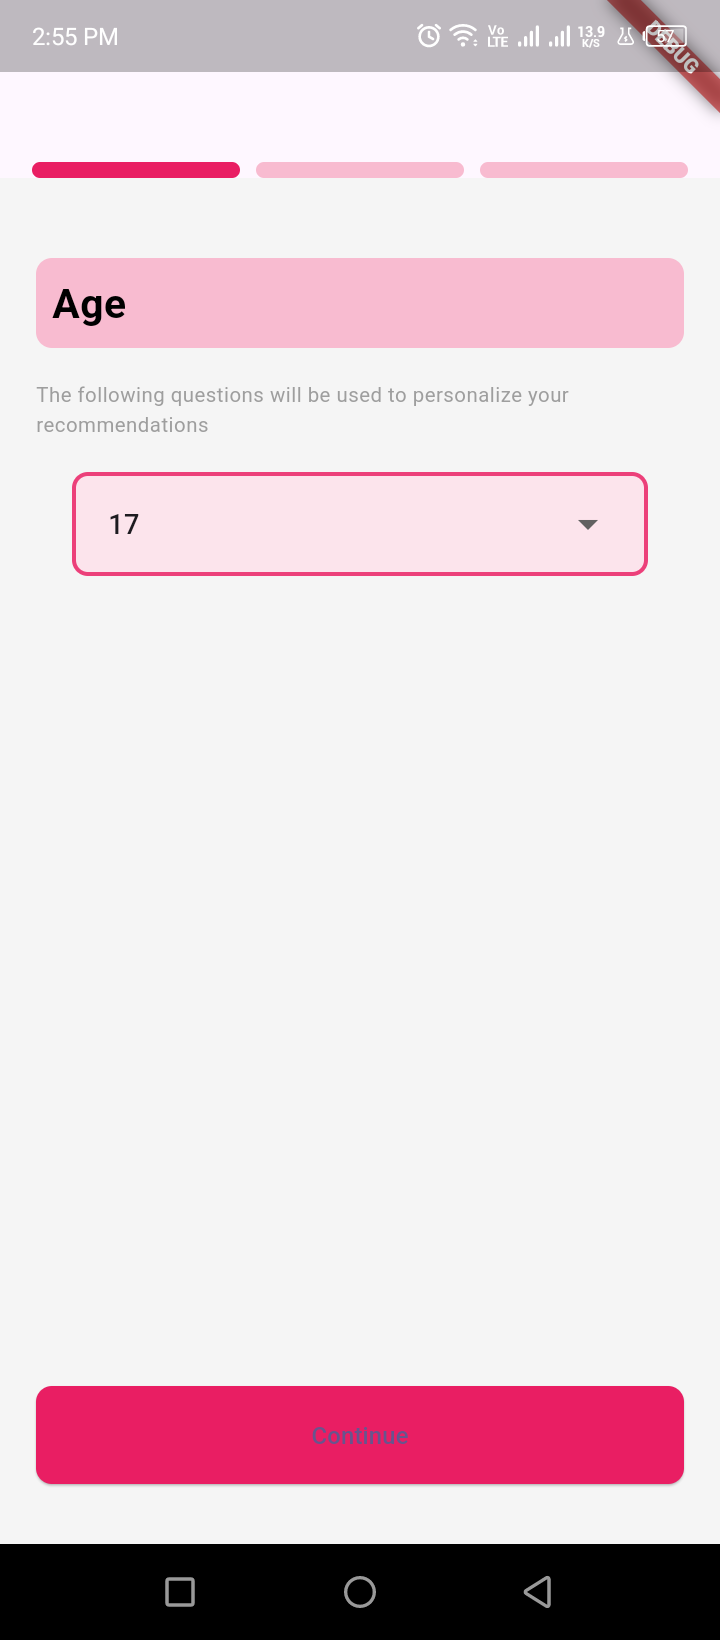 2:55 PM
Vo
LTE
13.9
K/S
57
DEBUG
Age
The following questions will be used to personalize your
recommendations
17
Continue